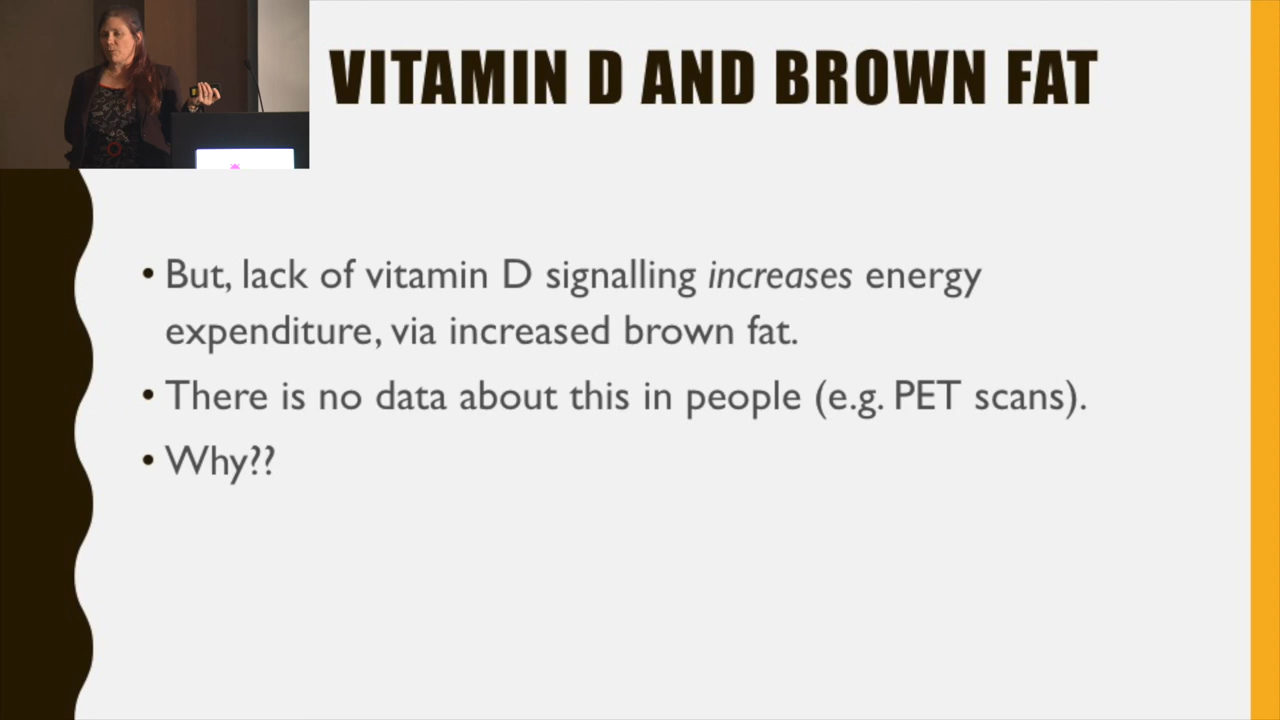 VITAMIN D AND BROWN FAT
• But, lack of vitamin D signalling increases energy
expenditure, via increased brown fat.
• There is no data about this in people (e.g. PET scans).
• Why??